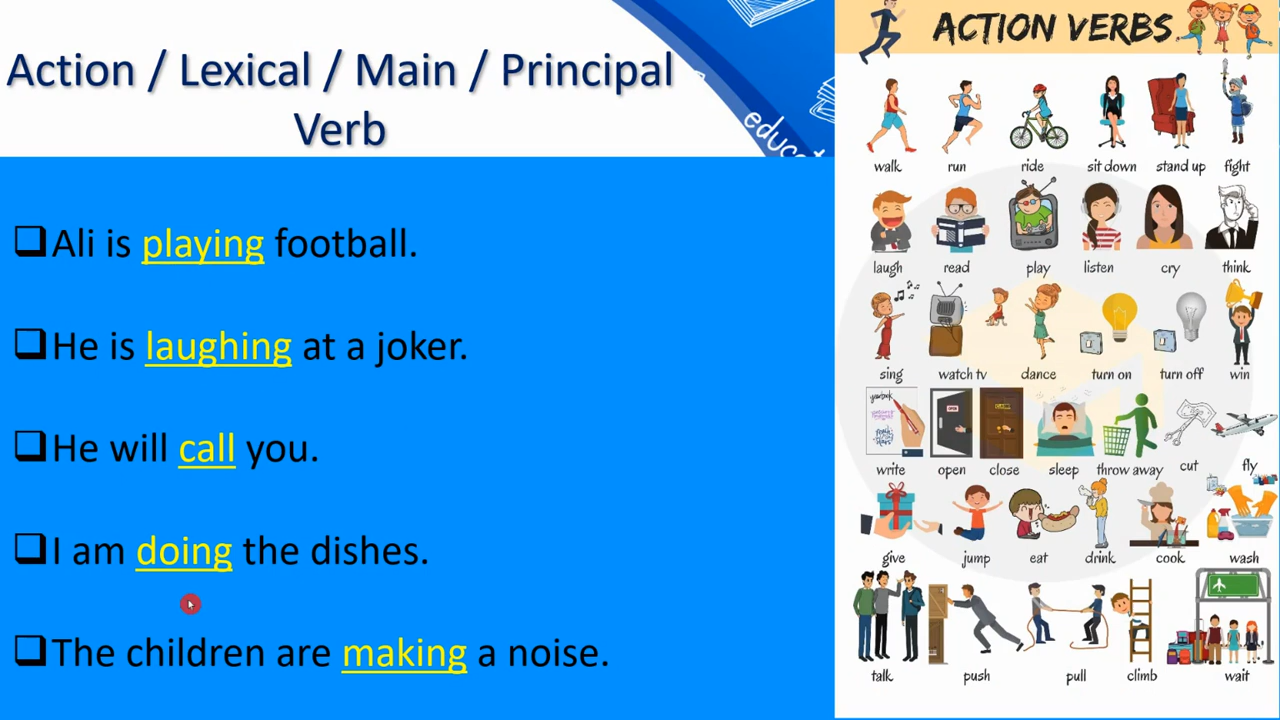 Action / Lexical / Main / Principal
Verb
❑Ali is playing football.
❑He is laughing at a joker.
❑He will call you.
❑I am doing the dishes.
❑The children are making a noise.
ACTION VERBS
walk run ride sit down stand up fight
laugh read play listen cry think
sing watch tv dance turn on turn off win
OPEN
write open close sleep throw away cut fly
give jump eat drink cook wash
talk push pull climb wait